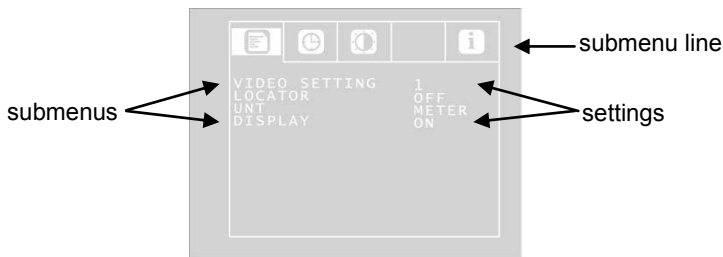 submenu line
VIDEO SETTING 1
LOCATOR OFF
UNT METER
DISPLAY ON
submenus
settings